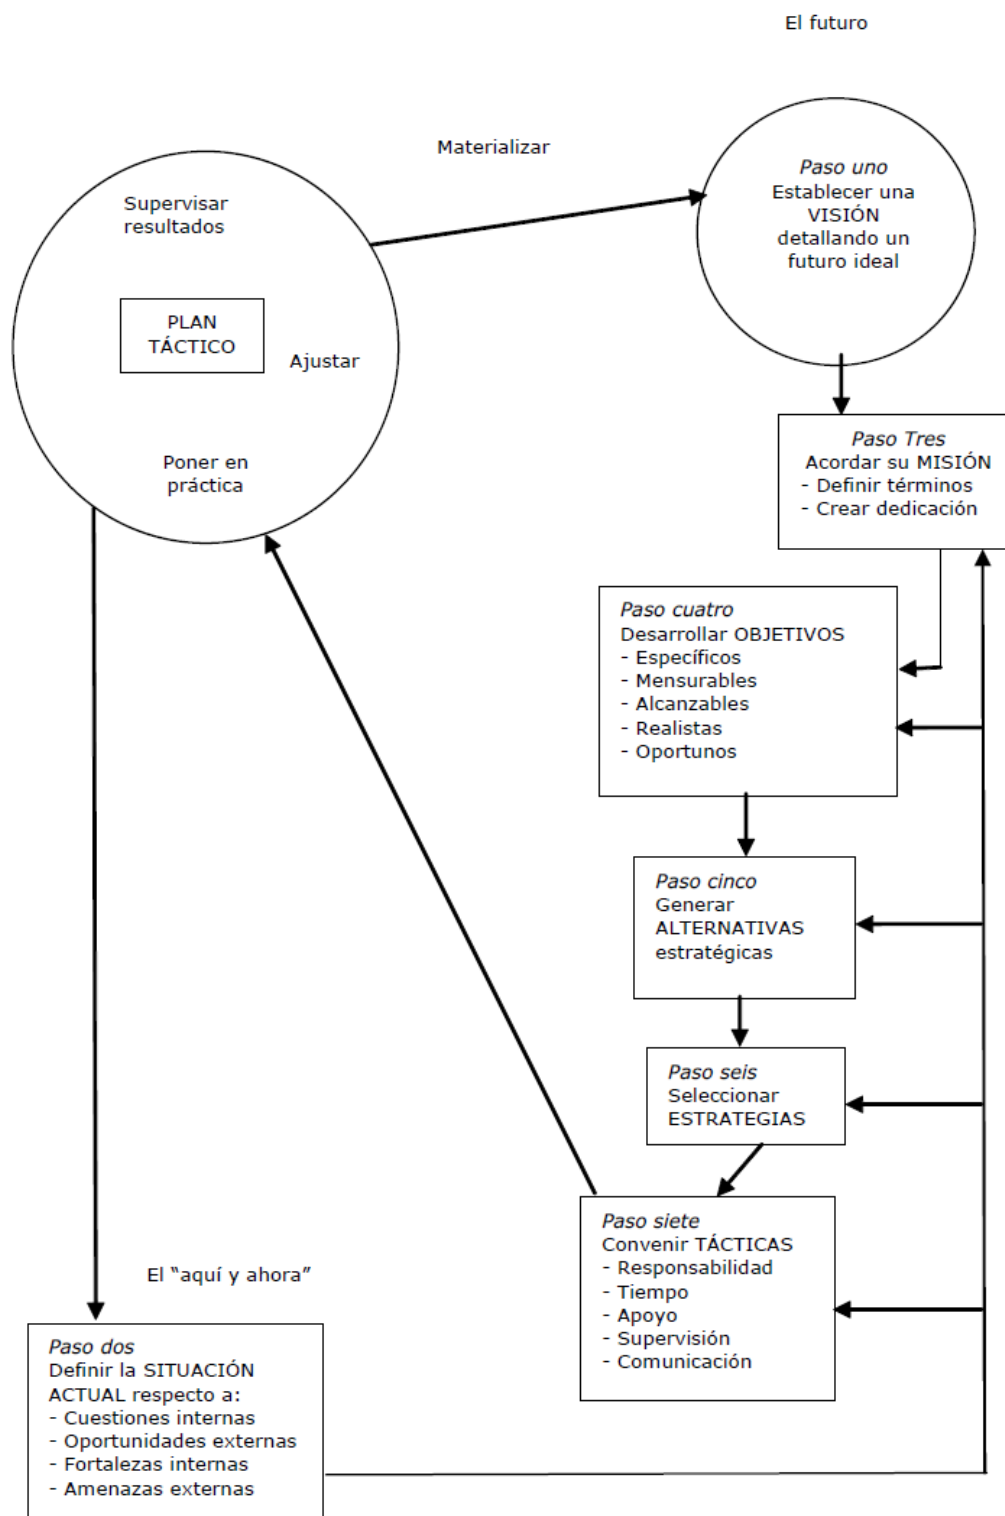 El futuro
Materializar
Paso uno
Establecer una
VISIÓN
detallando un
futuro ideal
Supervisar
resultados
PLAN
TÁCTICO
Ajustar
Poner en
práctica
Paso Tres
Acordar su MISIÓN
- Definir términos
- Crear dedicación
Paso cuatro
Desarrollar OBJETIVOS
- Específicos
- Mensurables
- Alcanzables
- Realistas
- Oportunos
Paso cinco
Generar
ALTERNATIVAS
estratégicas
Paso seis
Seleccionar
ESTRATEGIAS
Paso siete
Convenir TÁCTICAS
- Responsabilidad
- Tiempo
- Apoyo
- Supervisión
- Comunicación
El “aquí y ahora”
Paso dos
Definir la SITUACIÓN
ACTUAL respecto a:
- Cuestiones internas
- Oportunidades externas
- Fortalezas internas
- Amenazas externas